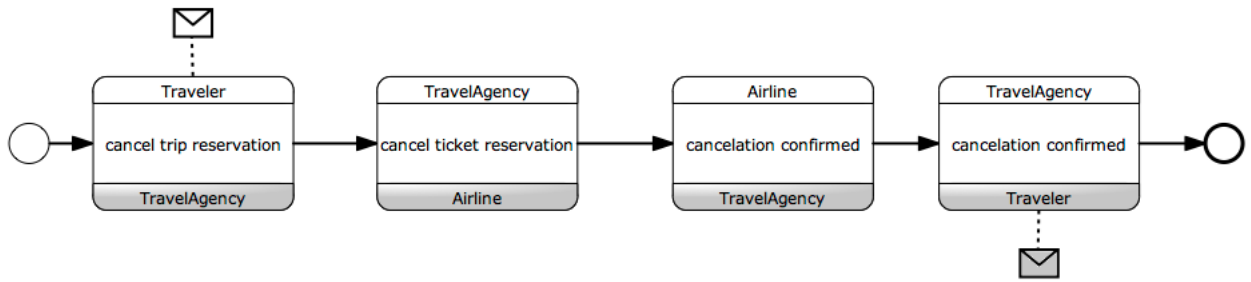 Traveler
cancel trip reservation
TravelAgency
TravelAgency
cancel ticket reservation
Airline
Airline
cancelation confirmed
TravelAgency
TravelAgency
cancelation confirmed
Traveler